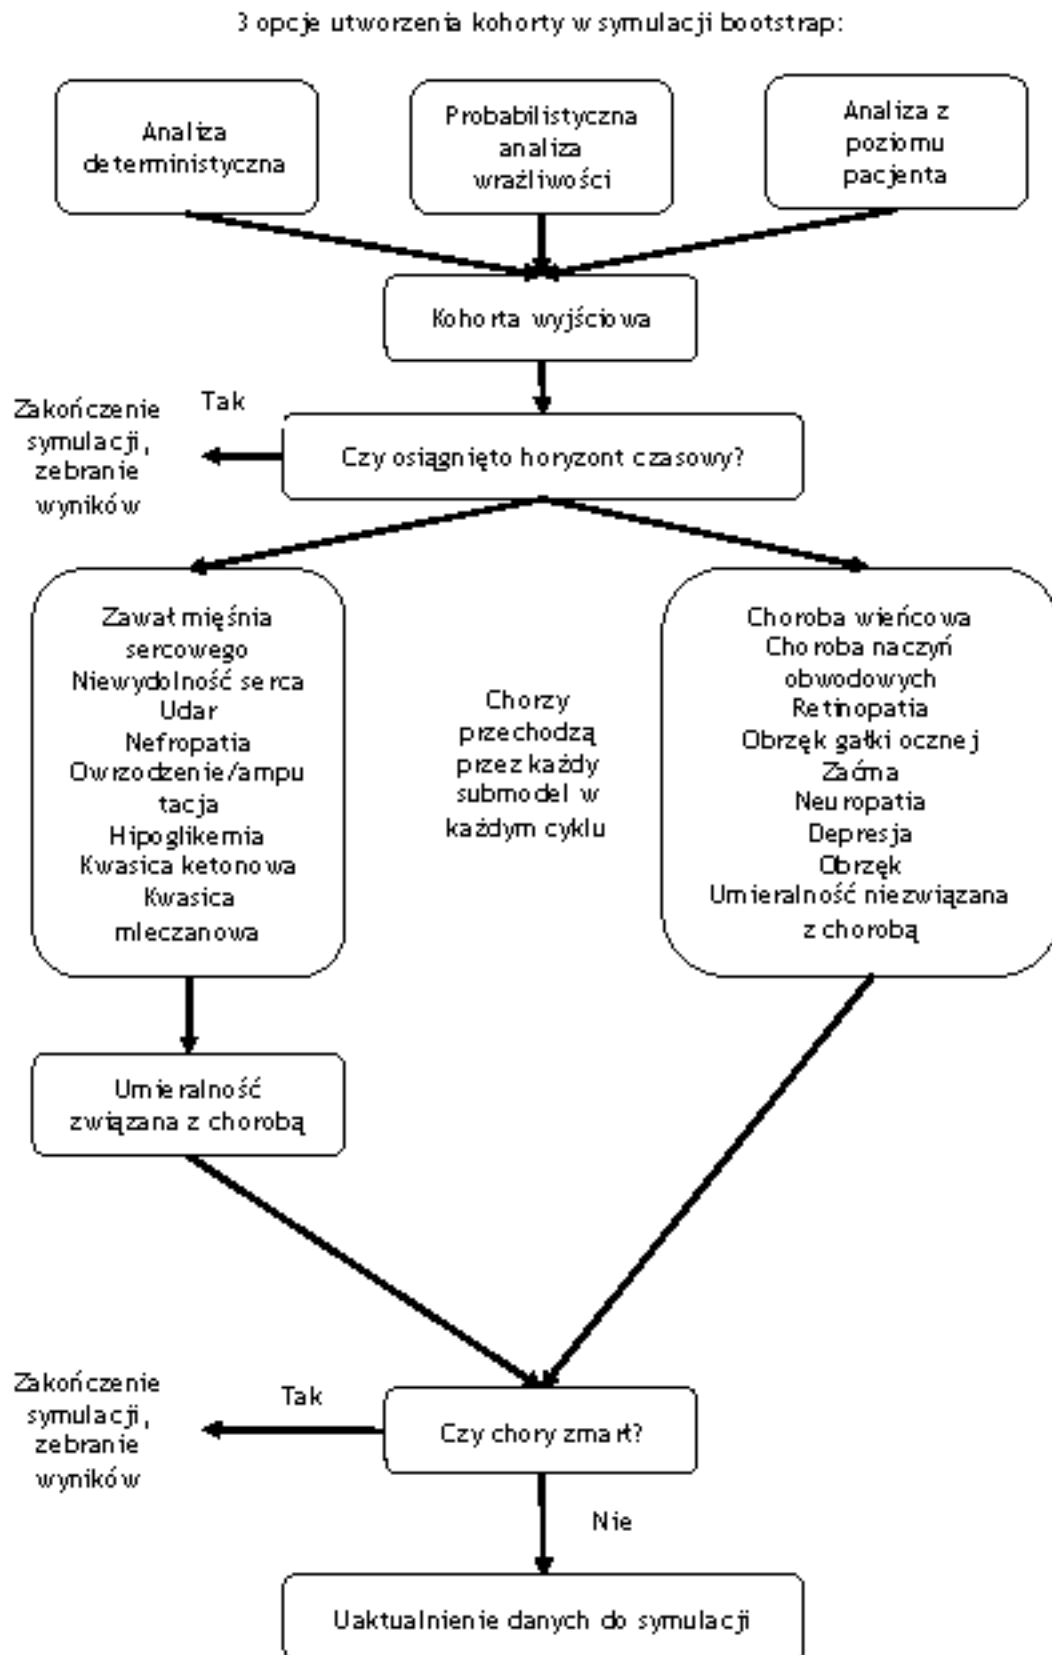 3 opcje utworzenia kohorty w symulacji bootstrap:
Analiza
deterministyczna
Probabilistyczna
analiza
wrażliwości
Analiza z
poziomu
pacjenta
Kohorta wyjściowa
Zakończenie
symulacji,
zebranie
wyników
Tak
Czy osiągnięto horyzont czasowy?
Zawał mięśnia
sercowego
Niewydolność serca
Udar
Nefropatia
Owrzodzenie/ampu
tacja
Hipoglikemia
Kwasica ketonowa
Kwasica
mleczanowa
Chorzy
przechodzą
przez każdy
submodel w
każdym cyklu
Choroba wieńcowa
Choroba naczyń
obwodowych
Retinopatia
Obrzęk gałki ocznej
Zaćma
Neuropatia
Depresja
Obrzęk
Umieralność niezwiązana
z chorobą
Umieralność
związana z chorobą
Zakończenie
symulacji,
zebranie
wyników
Tak
Czy chory zmarł?
Nie
Uaktualnienie danych do symulacji